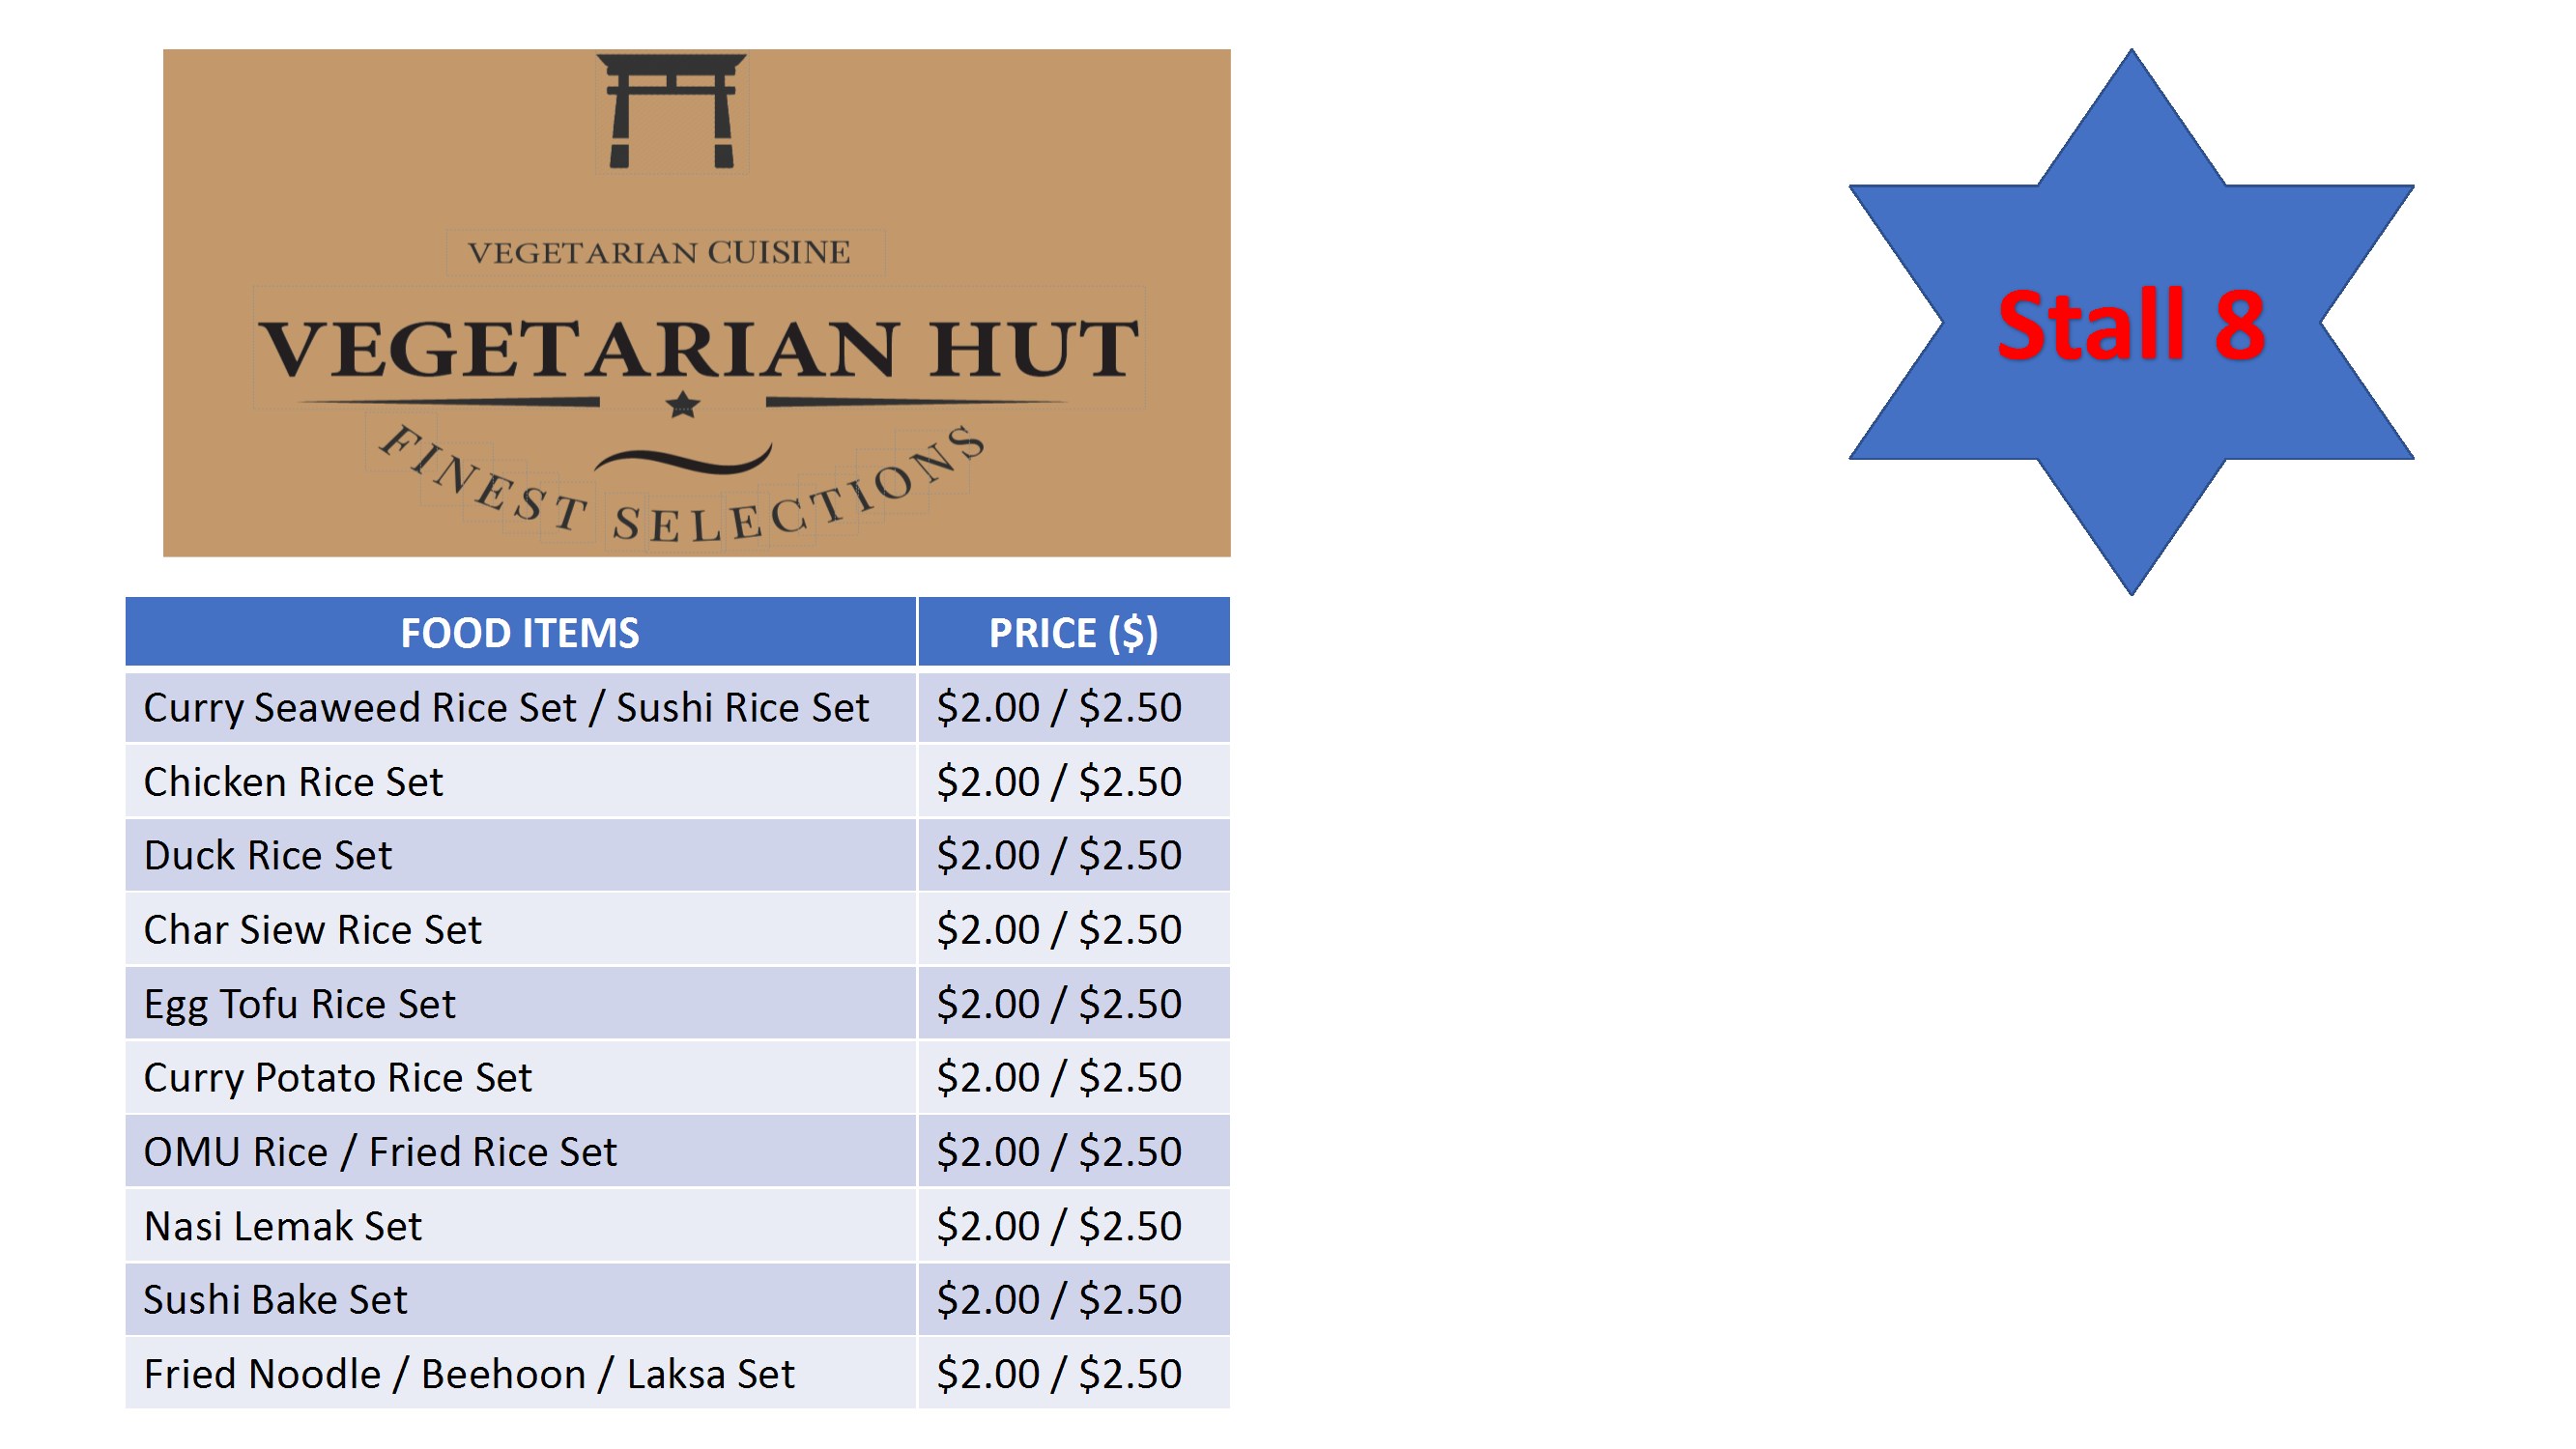 VEGETARIAN CUISINE
VEGETARIAN HUT
FINEST SELECTIONS
Stall 8
FOOD ITEMS PRICE ($)
Curry Seaweed Rice Set / Sushi Rice Set $2.00 / $2.50
Chicken Rice Set $2.00 / $2.50
Duck Rice Set $2.00 / $2.50
Char Siew Rice Set $2.00 / $2.50
Egg Tofu Rice Set $2.00 / $2.50
Curry Potato Rice Set $2.00 / $2.50
OMU Rice / Fried Rice Set $2.00 / $2.50
Nasi Lemak Set $2.00 / $2.50
Sushi Bake Set $2.00 / $2.50
Fried Noodle / Beehoon / Laksa Set $2.00 / $2.50